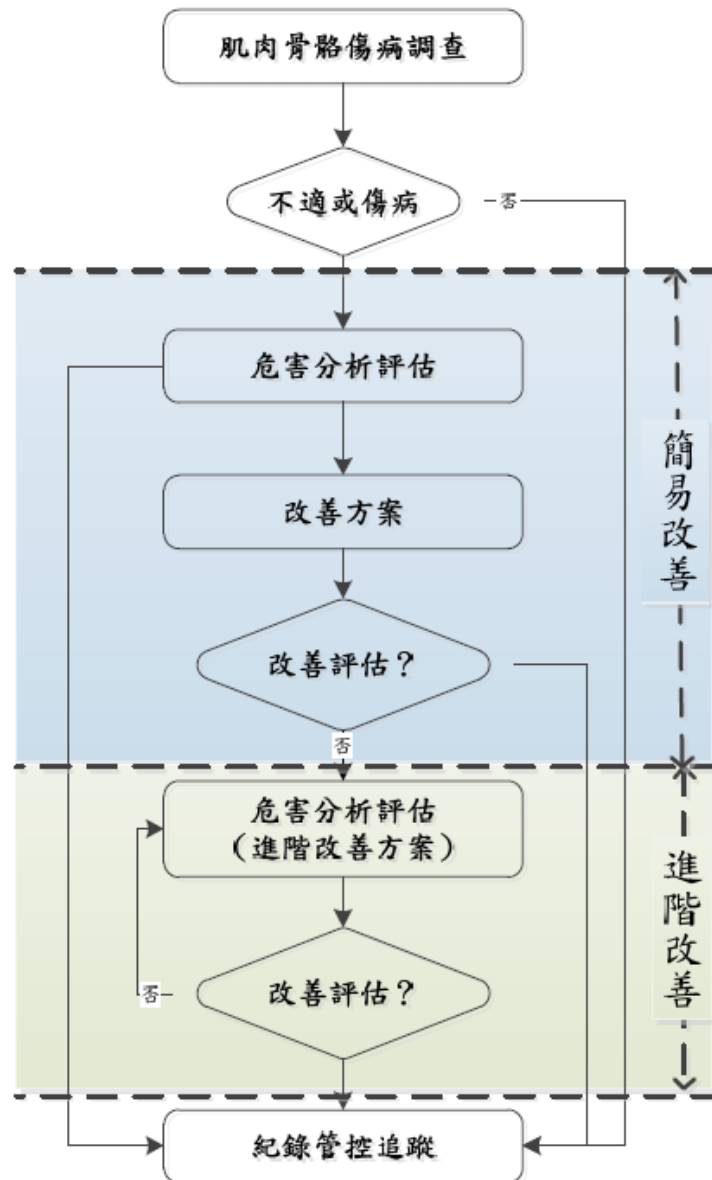 肌肉骨骼傷病調查
不適或傷病
否
危害分析評估
簡易改善
改善方案
改善評估？
否
危害分析評估
（進階改善方案）
進階改善
否
改善評估？
紀錄管控追蹤